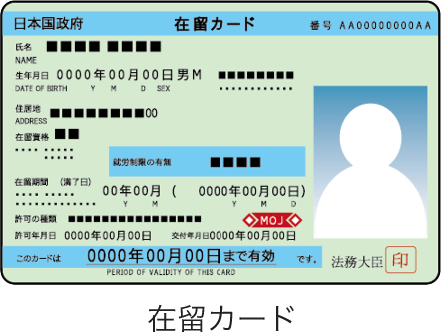 日本国政府 在留カード 番号 AA00000000AA
氏名 ■■■■ ■■■■
NAME
生年月日 0000年00月00日 男M ■■■■■■■■
DATE OF BIRTH Y M D SEX
住居地 ■■■■■■■■00
ADDRESS
在留資格 ■■
就労制限の有無 ■■■■
在留期間 (満了日) 00年00月 ( 0000年00月00日)
Y M Y M D
許可の種類 ■■■■■■■■■■■■■■■ MOJ
許可年月日 0000年00月00日 交付年月日0000年00月00日
このカードは 0000年00月00日まで有効 です。
PERIOD OF VALIDITY OF THIS CARD
法務大臣 印
在留カード